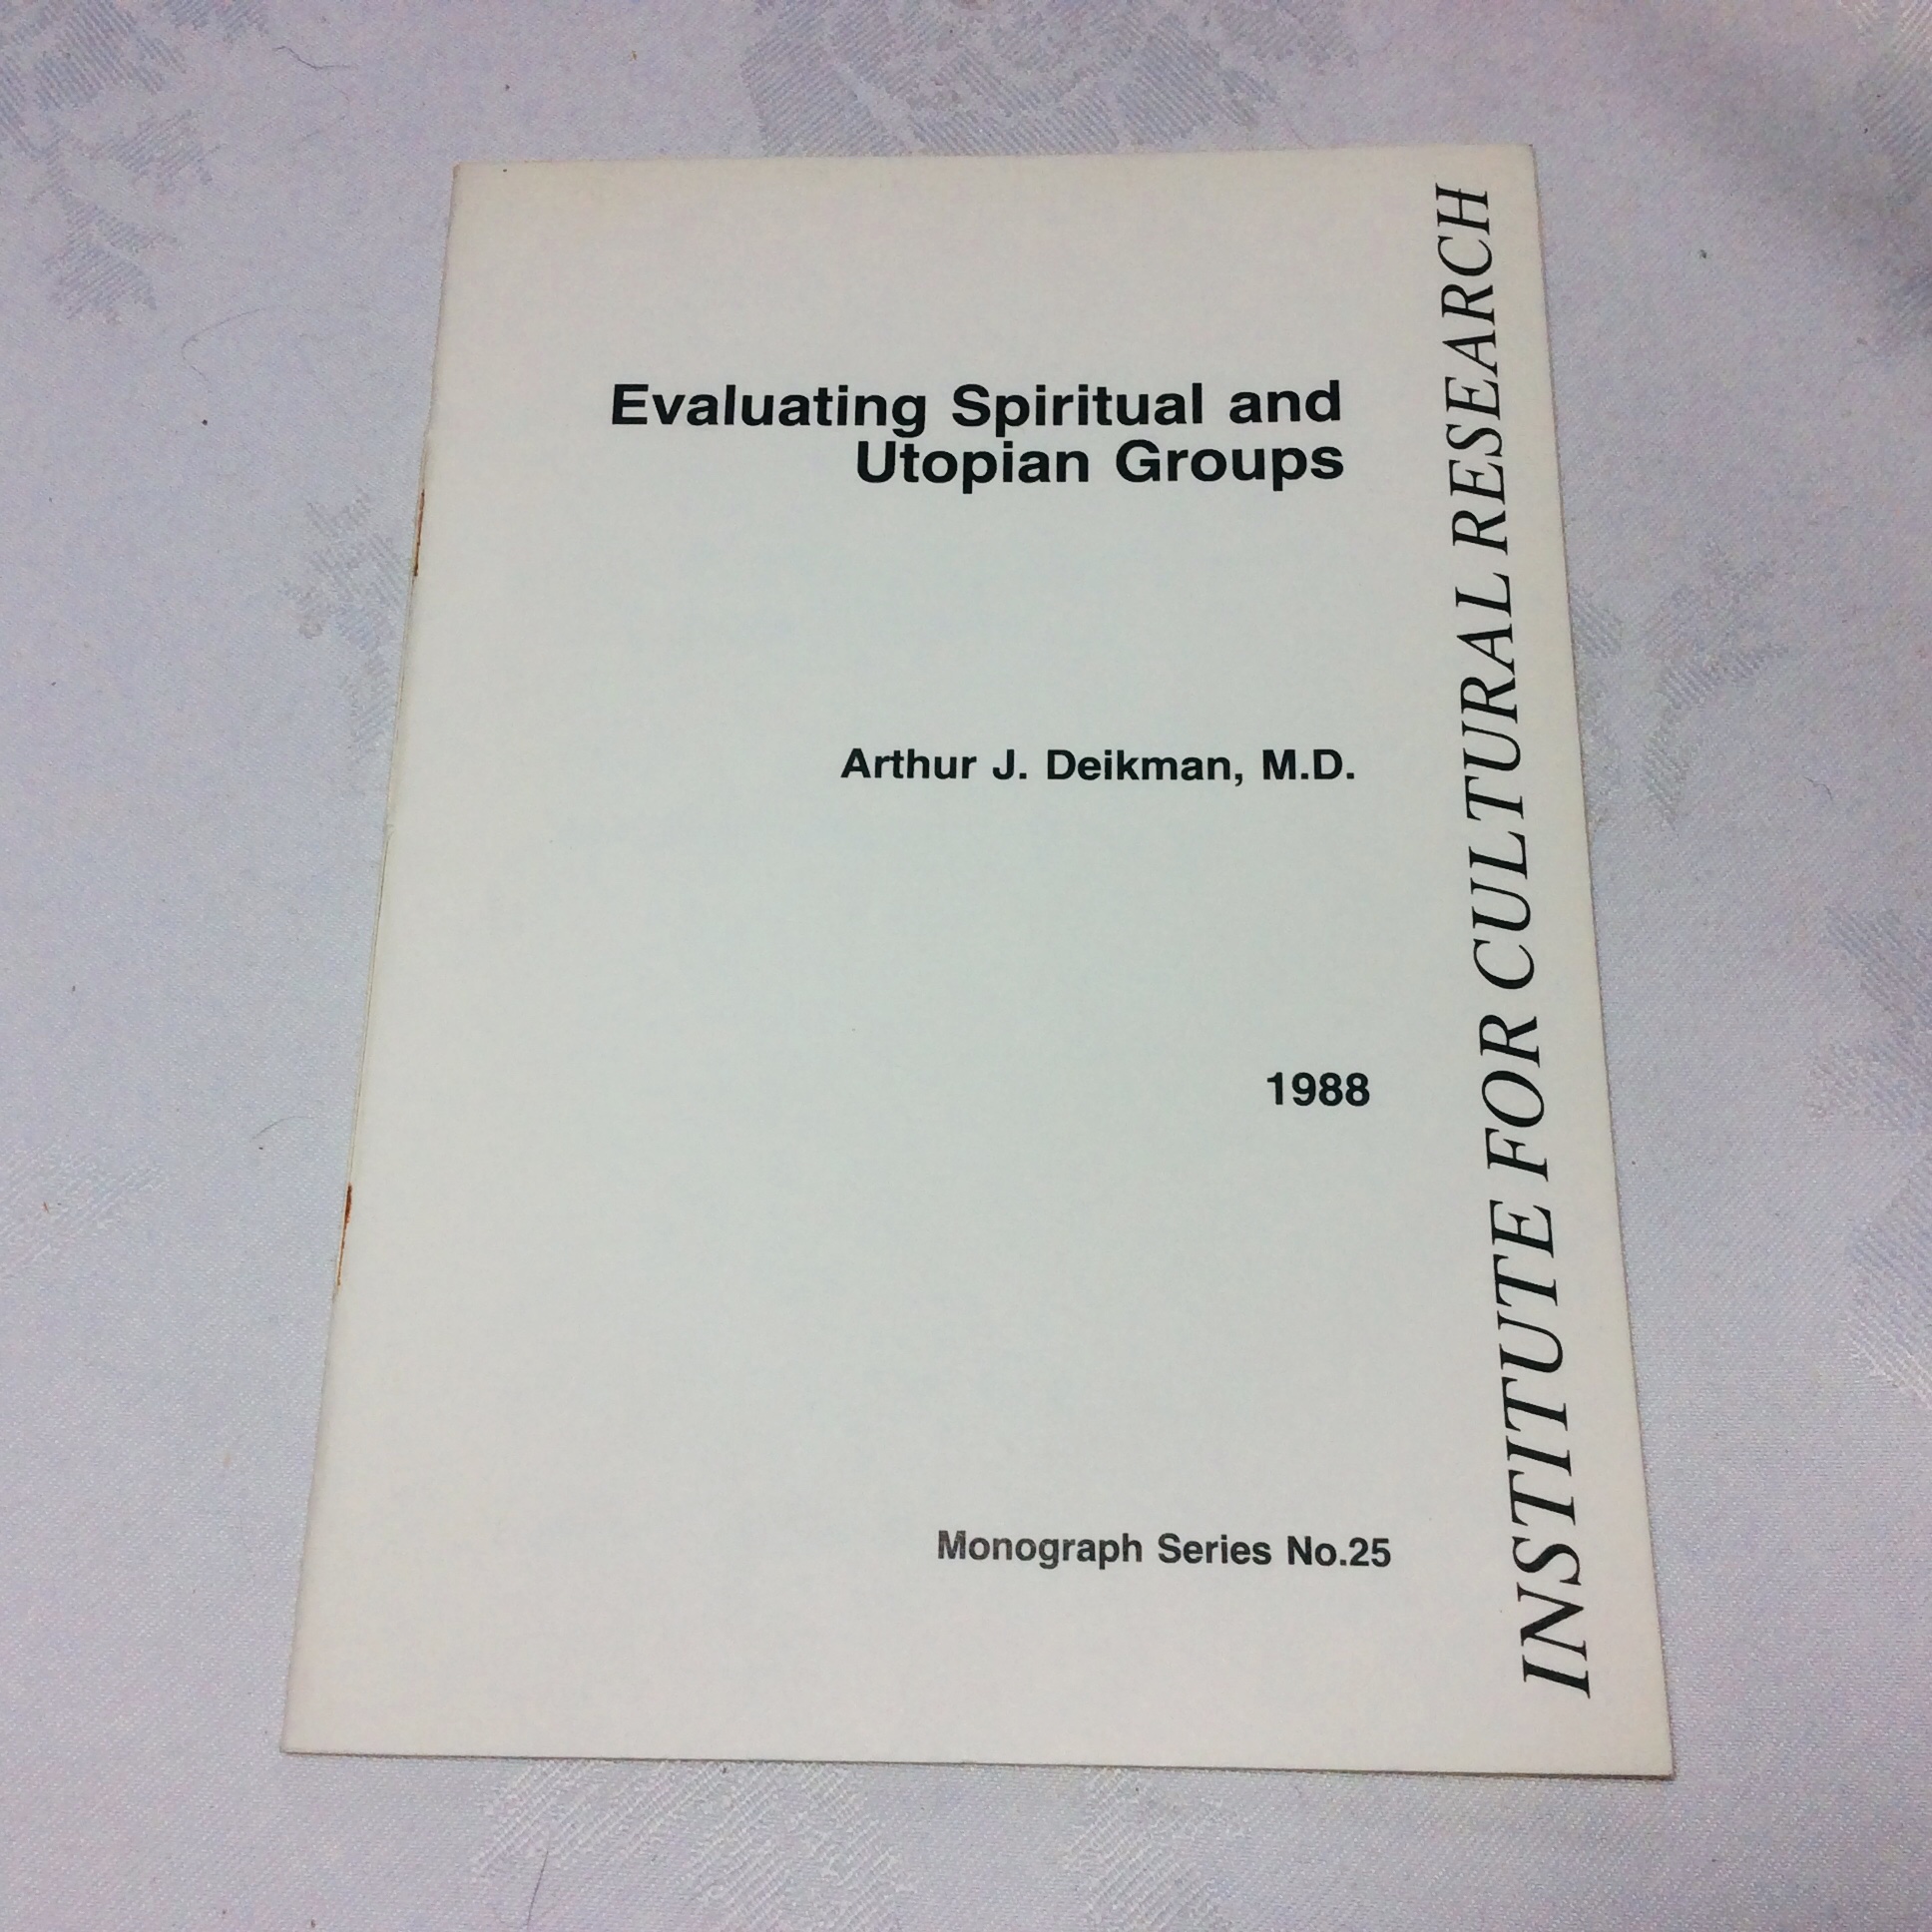 Evaluating Spiritual and
Utopian Groups
Arthur J. Deikman, M.D.
1988
Monograph Series No.25
INSTITUTE FOR CULTURAL RESEARCH